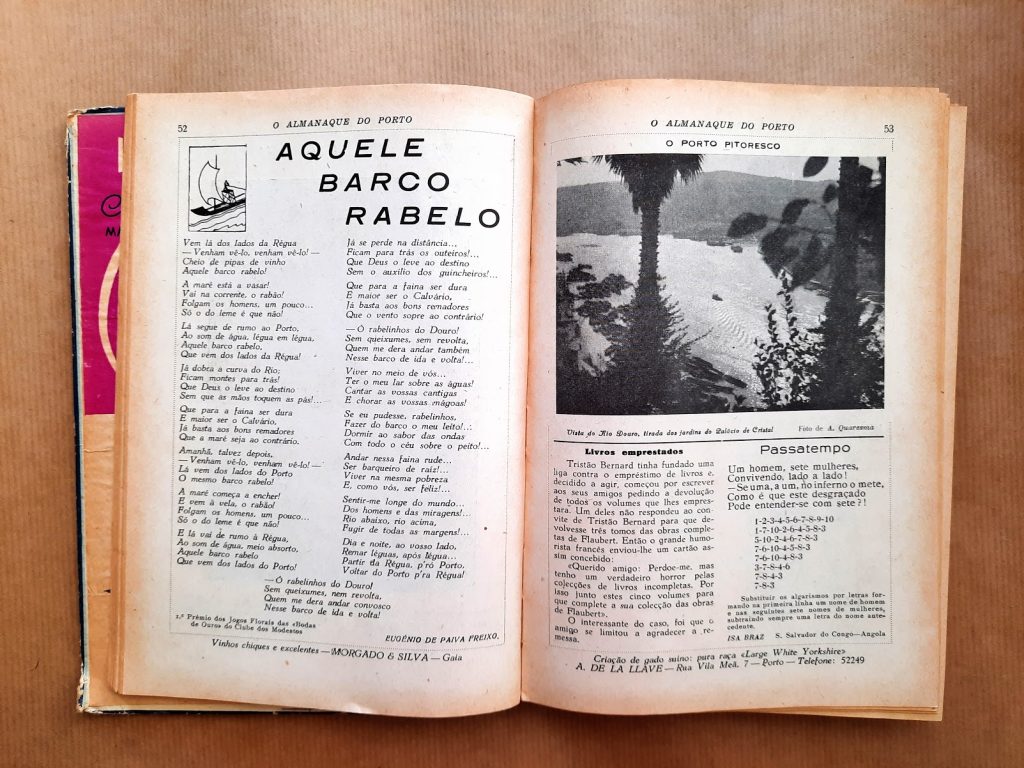 52
O ALMANAQUE DO PORTO
AQUELE
BARCO
RABELO
Vem lá dos lados da Régua
— Venham vê-lo, venham vê-lo! —
Cheio de pipas de vinho
Aquele barco rabelo!
A maré está a vasar!
Vai na corrente, o rabão!
Folgam os homens, um pouco...
Só o do leme é que não!
Lá segue de rumo ao Porto,
Ao som de água, légua em légua,
Aquele barco rabelo,
Que vem dos lados da Régua!
Já dobra a curva do Rio;
Ficam montes para trás!
Que Deus o leve ao destino
Sem que as mãos toquem as pás!...
Que para a faina ser dura
E maior ser o Calvário,
Já basta aos bons remadores
Que a maré seja ao contrário.
Amanhã, talvez depois,
— Venham vê-lo, venham vê-lo! —
Lá vem dos lados do Porto
O mesmo barco rabelo!
A maré começa a encher!
E vem à vela, o rabão!
Folgam os homens, um pouco...
Só o do leme é que não!
E lá vai de rumo à Régua,
Ao som de água, meio absorto,
Aquele barco rabelo
Que vem dos lados do Porto!
Já se perde na distância...
Ficam para trás os outeiros!...
Que Deus o leve ao destino
Sem o auxílio dos guincheiros!...
Que para a faina ser dura
E maior ser o Calvário,
Já basta aos bons remadores
Que o vento sopre ao contrário!
— Ó rabelinhos do Douro!
Sem queixumes, sem revolta,
Quem me dera andar também
Nesse barco de ida e volta!...
Viver no meio de vós...
Ter o meu lar sobre as águas!
Cantar as vossas cantigas
E chorar as vossas mágoas!
Se eu pudesse, rabelinhos,
Fazer do barco o meu leito!...
Dormir ao sabor das ondas
Com todo o céu sobre o peito!...
Andar nessa faina rude...
Ser barqueiro de raíz!...
Viver na mesma pobreza
E, como vós, ser feliz!...
Sentir-me longe do mundo...
Dos homens e das miragens!...
Rio abaixo, rio acima,
Fugir de todas as margens!...
Dia e noite, ao vosso lado,
Remar léguas, após légua...
Partir da Régua, p'ró Porto,
Voltar do Porto p'ra Régua!
— Ó rabelinhos do Douro!
Sem queixumes, nem revolta,
Quem me dera andar convosco
Nesse barco de ida e volta!
1.º Prémio dos Jogos Florais das «Bodas
de Ouro» do Clube dos Modestos
EUGÉNIO DE PAIVA FREIXO.
Vinhos chiques e excelentes — MORGADO & SILVA — Gaia
O ALMANAQUE DO PORTO
53
O PORTO PITORESCO
Vista do Rio Douro, tirada dos jardins do Palácio de Cristal
Foto de A. Quaresma
Livros emprestados
Tristão Bernard tinha fundado uma
liga contra o empréstimo de livros e,
decidido a agir, começou por escrever
aos seus amigos pedindo a devolução
de todos os volumes que lhes empres-
tara. Um deles não respondeu ao con-
vite de Tristão Bernard para que de-
volvesse três tomos das obras comple-
tas de Flaubert. Então o grande humo-
rista francês enviou-lhe um cartão as-
sim concebido:
«Querido amigo: Perdoe-me, mas
tenho um verdadeiro horror pelas
colecções de livros incompletas. Por
isso junto estes cinco volumes para
que complete a sua colecção das obras
de Flaubert».
O interessante do caso, foi que o
amigo se limitou a agradecer a re-
messa.
Passatempo
Um homem, sete mulheres,
Convivendo, lado a lado!
— Se uma, a um, no inferno o mete,
Como é que este desgraçado
Pode entender-se com sete?!
1-2-3-4-5-6-7-8-9-10
1-7-10-2-6-4-5-8-3
5-10-2-4-6-7-8-3
7-6-10-4-5-8-3
7-6-10-4-8-3
3-7-8-4-6
7-8-4-3
7-8-3
Substituir os algarismos por letras for-
mando na primeira linha um nome de homem
e nas seguintes sete nomes de mulheres,
subtraindo sempre uma letra do nome ante-
cedente.
ISA BRAZ S. Salvador do Congo—Angola
Criação de gado suino: pura raça «Large White Yorkshire»
A. DE LA LLAVE — Rua Vila Meã, 7 — Porto — Telefone: 52249